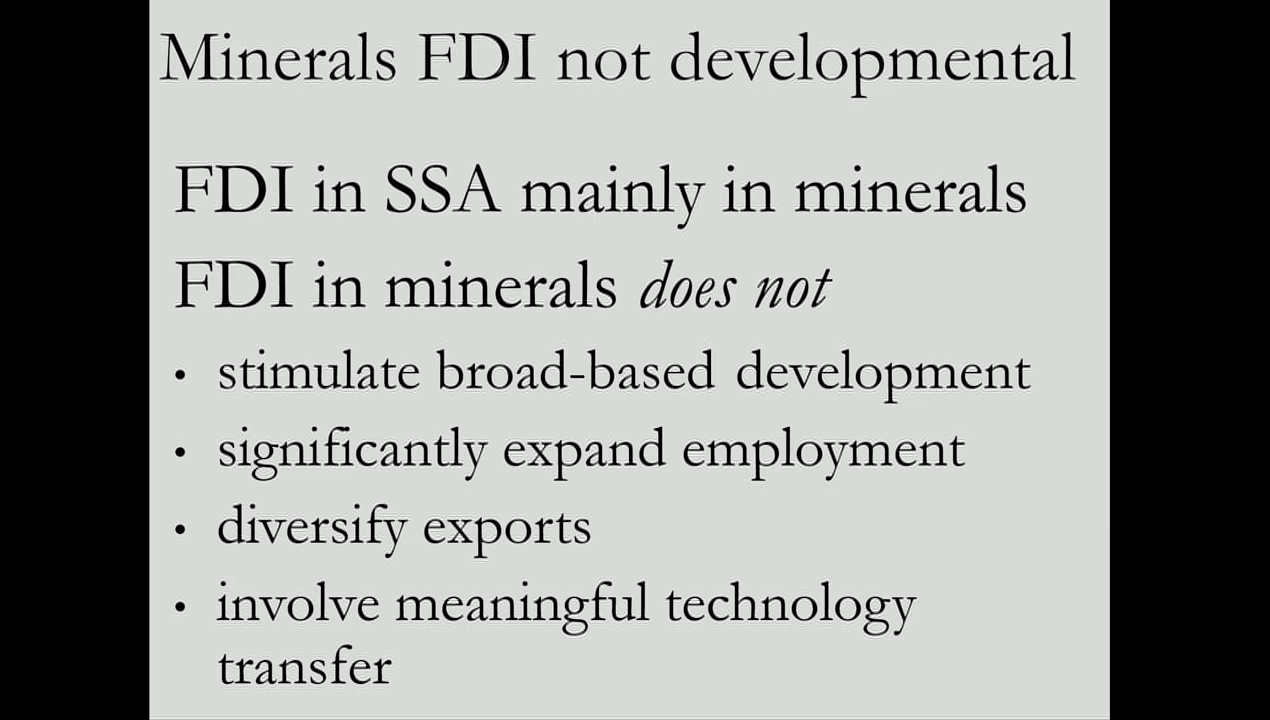 Minerals FDI not developmental
FDI in SSA mainly in minerals
FDI in minerals does not
• stimulate broad-based development
• significantly expand employment
• diversify exports
• involve meaningful technology
transfer